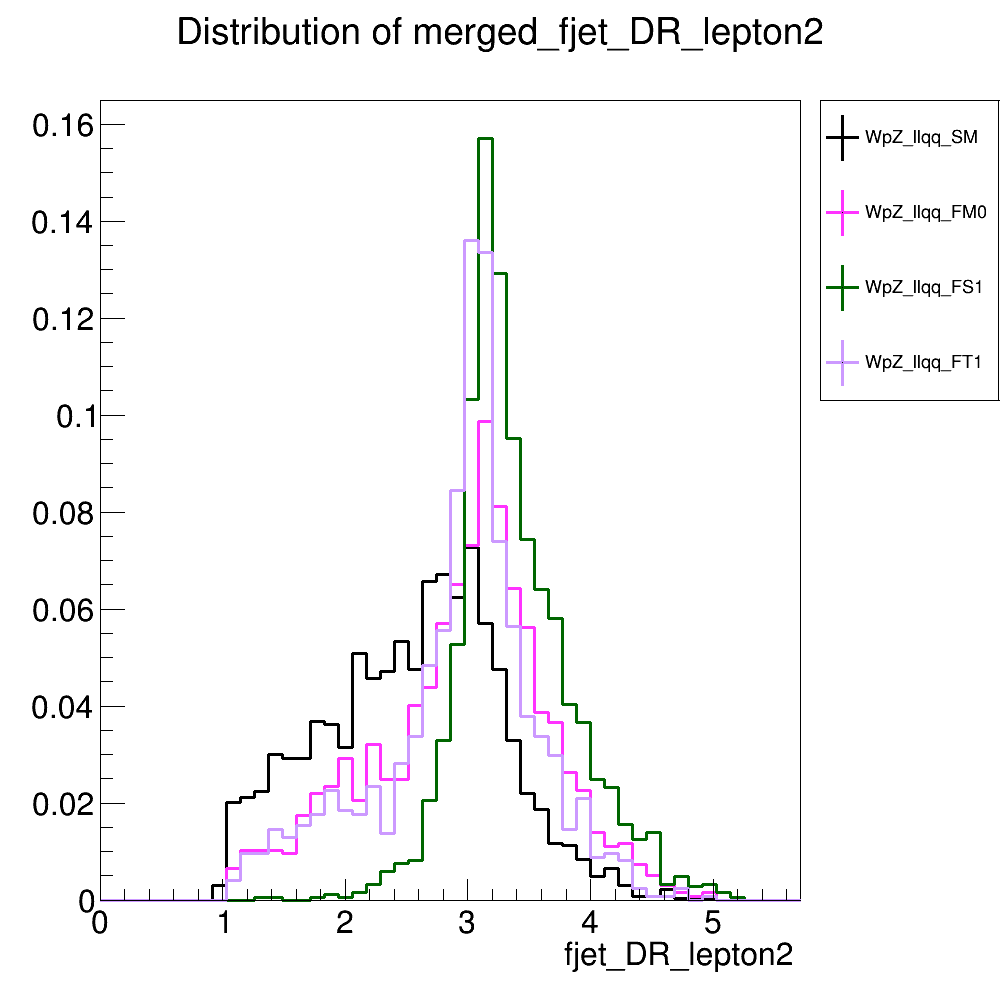 Distribution of merged_fjet_DR_lepton2
0.16
0.14
0.12
0.1
0.08
0.06
0.04
0.02
0
0 1 2 3 4 5
fjet_DR_lepton2
WpZ_llqq_SM
WpZ_llqq_FM0
WpZ_llqq_FS1
WpZ_llqq_FT1